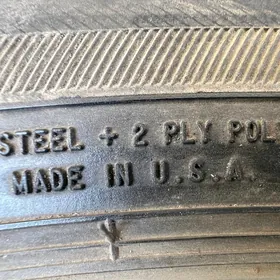 STEEL + 2 PLY POL
MADE IN U.S.A.